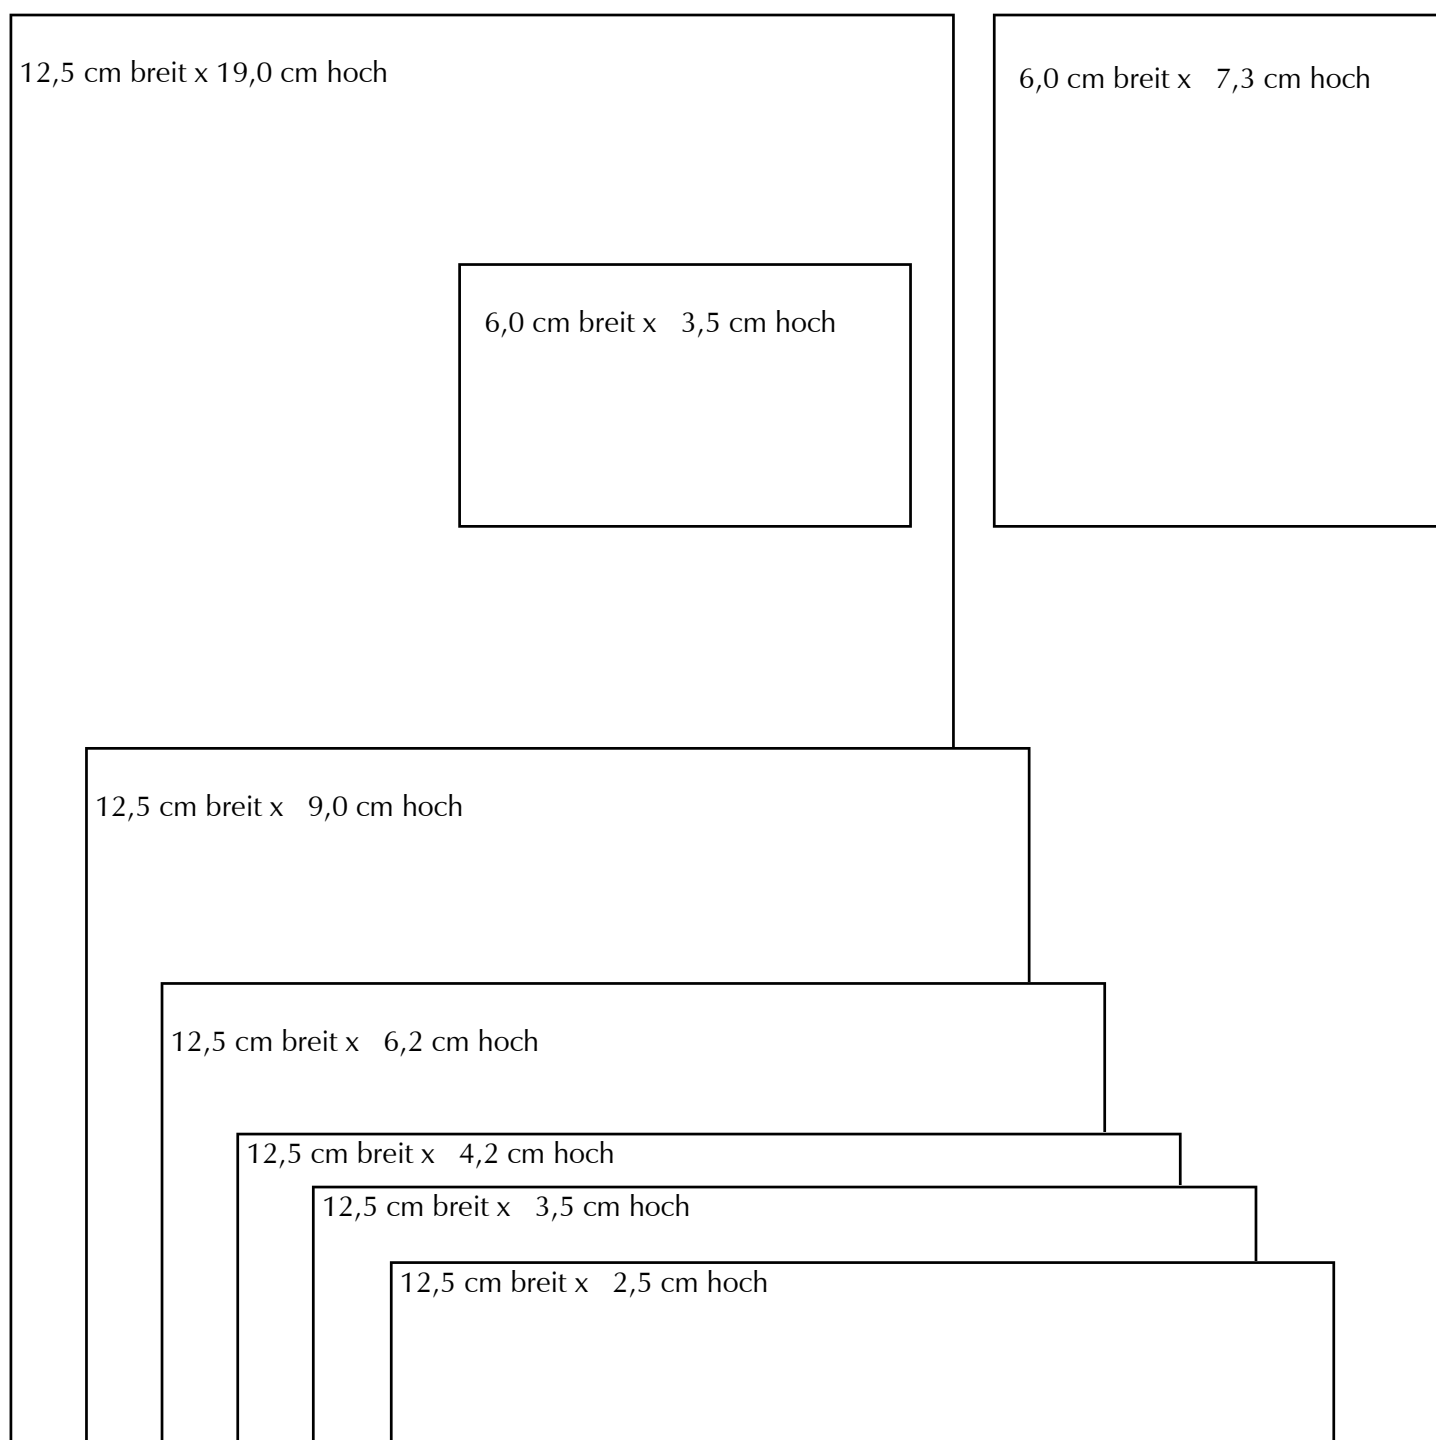 12,5 cm breit x 19,0 cm hoch
6,0 cm breit x   7,3 cm hoch
6,0 cm breit x   3,5 cm hoch
12,5 cm breit x   9,0 cm hoch
12,5 cm breit x   6,2 cm hoch
12,5 cm breit x   4,2 cm hoch
12,5 cm breit x   3,5 cm hoch
12,5 cm breit x   2,5 cm hoch